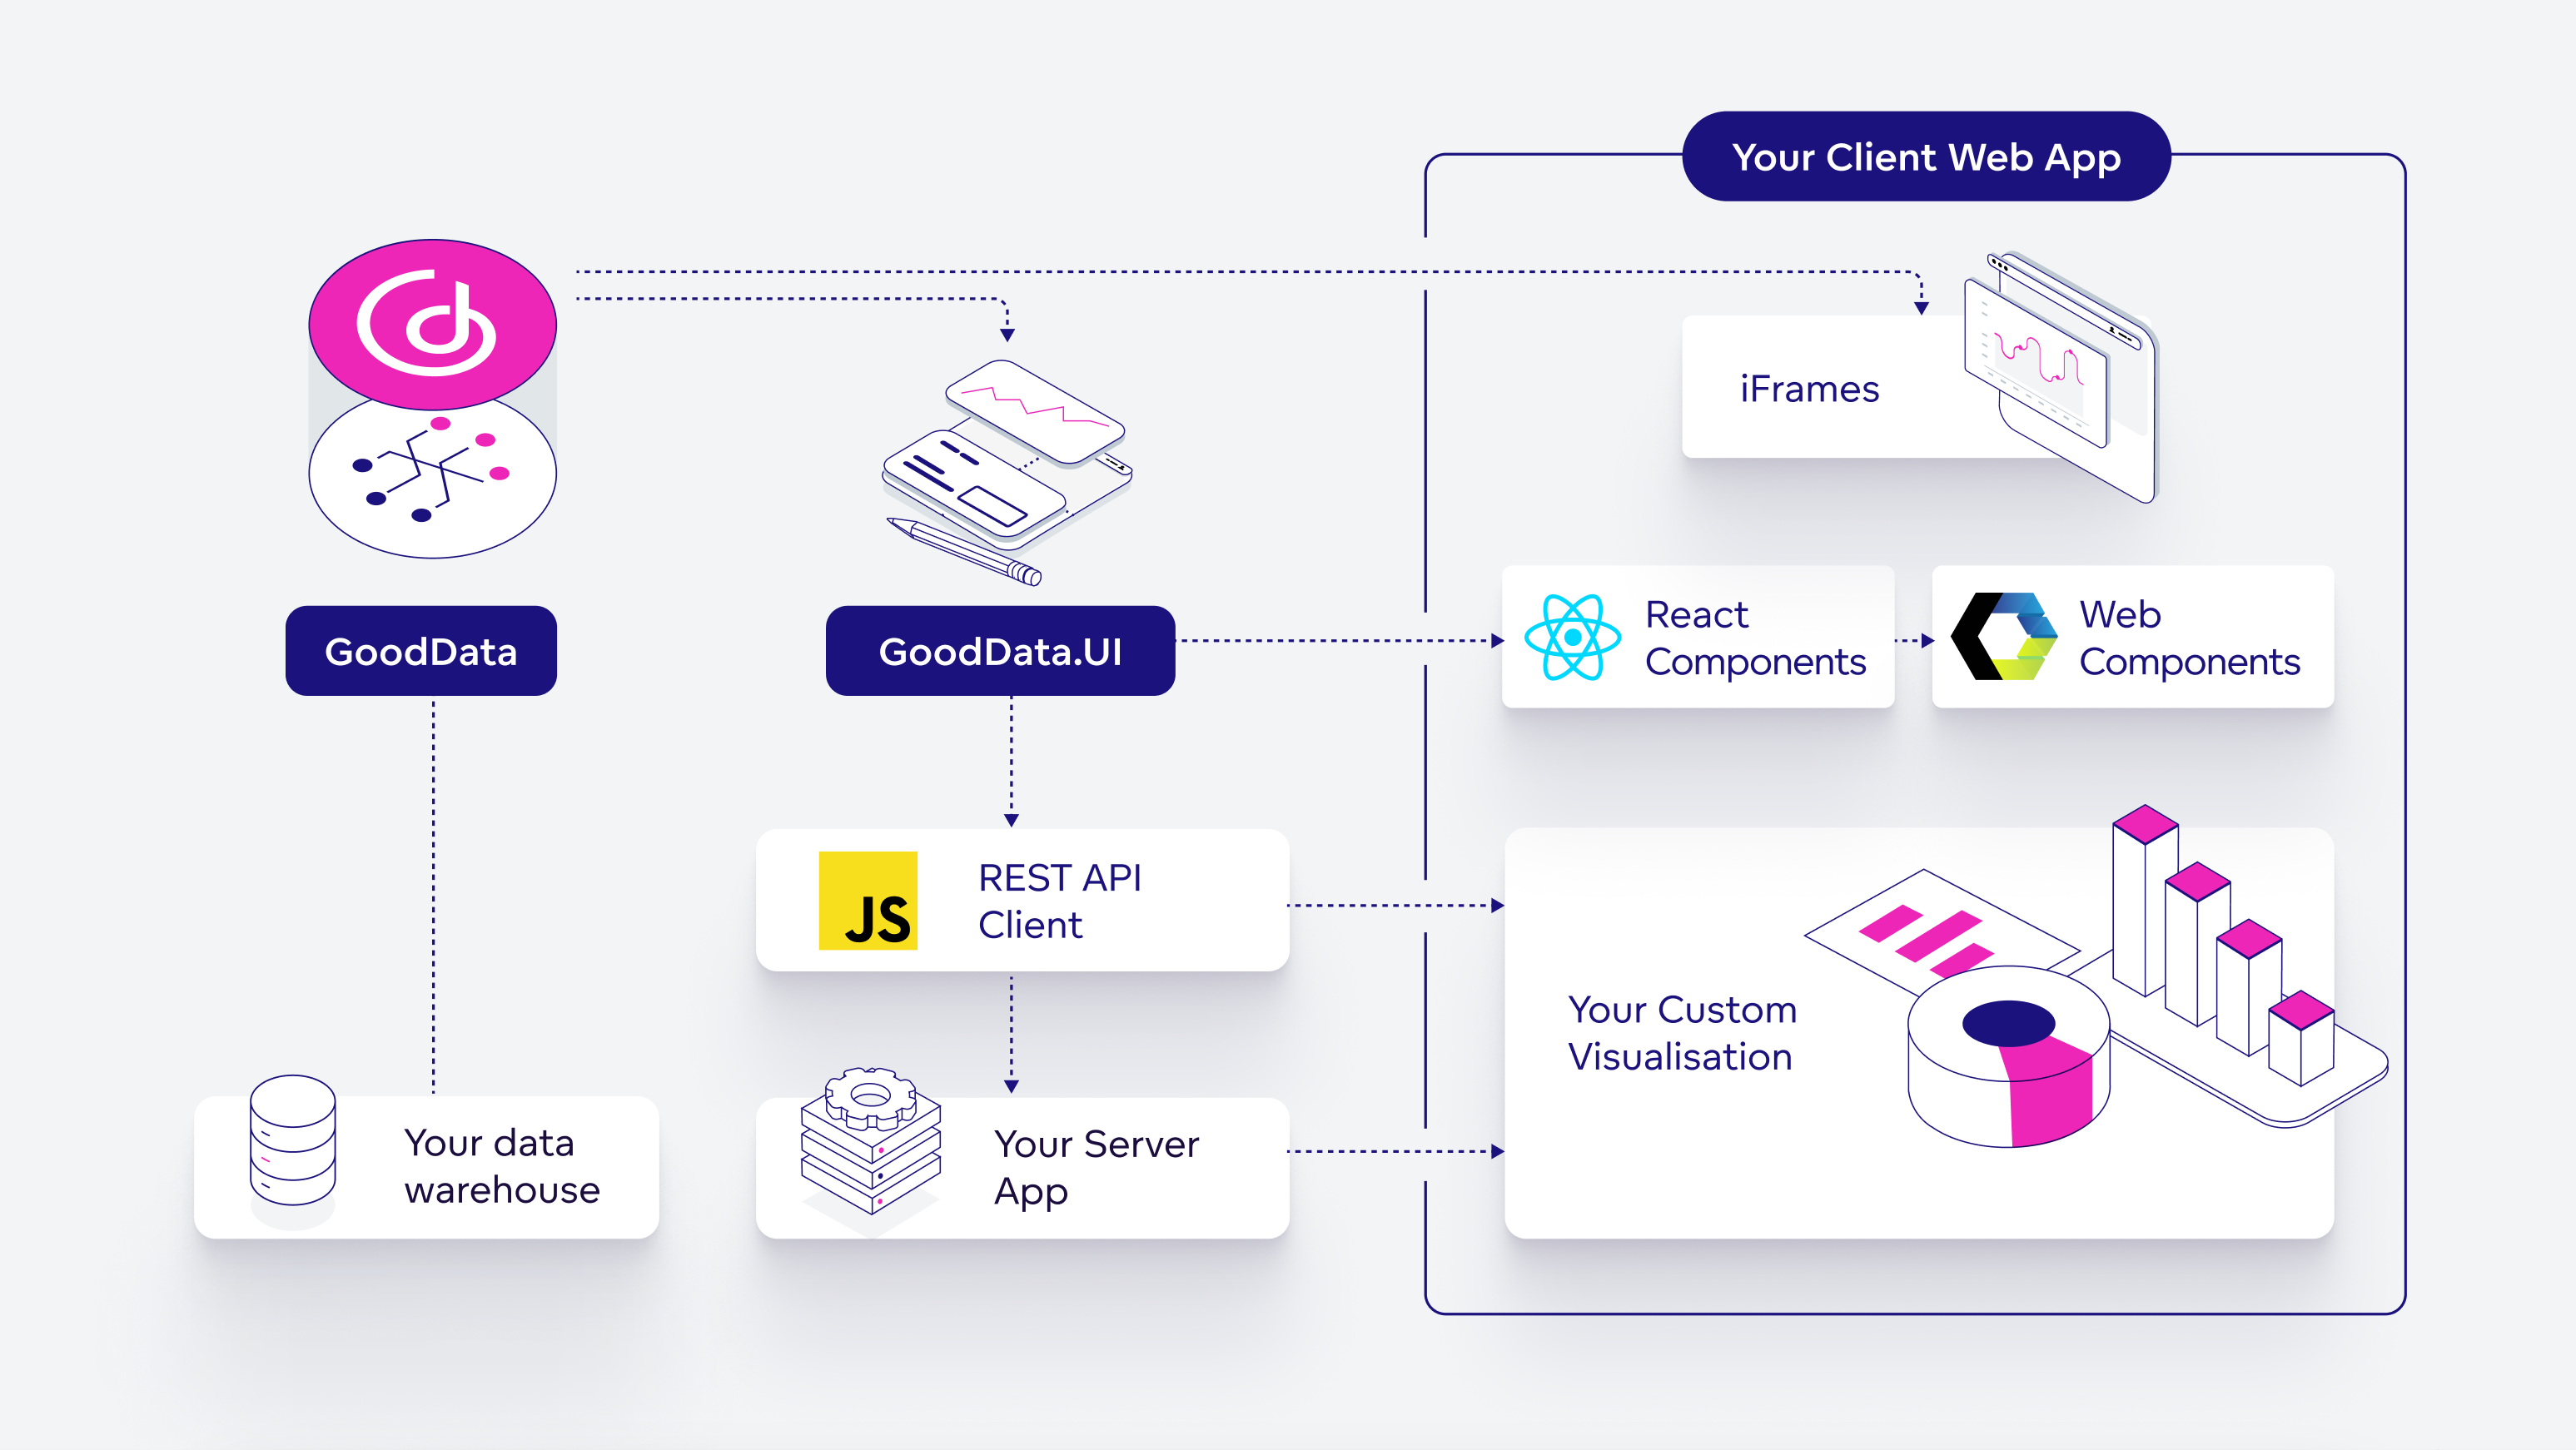 Your Client Web App
iFrames
GoodData
GoodData.UI
React
Components
Web
Components
JS
REST API
Client
Your Custom
Visualisation
Your data
warehouse
Your Server
App